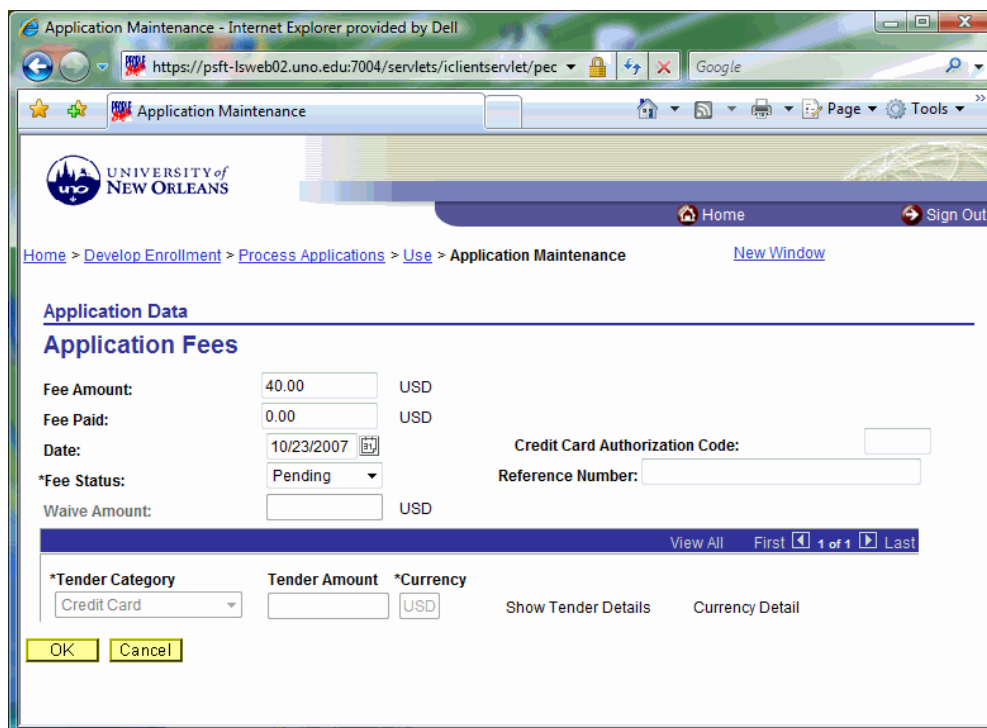 Application Maintenance - Internet Explorer provided by Dell
https://psft-lsweb02.uno.edu:7004/servlets/iclientservlet/pec
Google
Application Maintenance
Page
Tools
»
uno
UNIVERSITY of
NEW ORLEANS
Home
Sign Out
Home > Develop Enrollment > Process Applications > Use > Application Maintenance
New Window
Application Data
Application Fees
Fee Amount: 40.00 USD
Fee Paid: 0.00 USD
Date: 10/23/2007 31 Credit Card Authorization Code:
*Fee Status: Pending Reference Number:
Waive Amount: USD
View All First 1 of 1 Last
*Tender Category Tender Amount *Currency
Credit Card USD Show Tender Details Currency Detail
OK Cancel